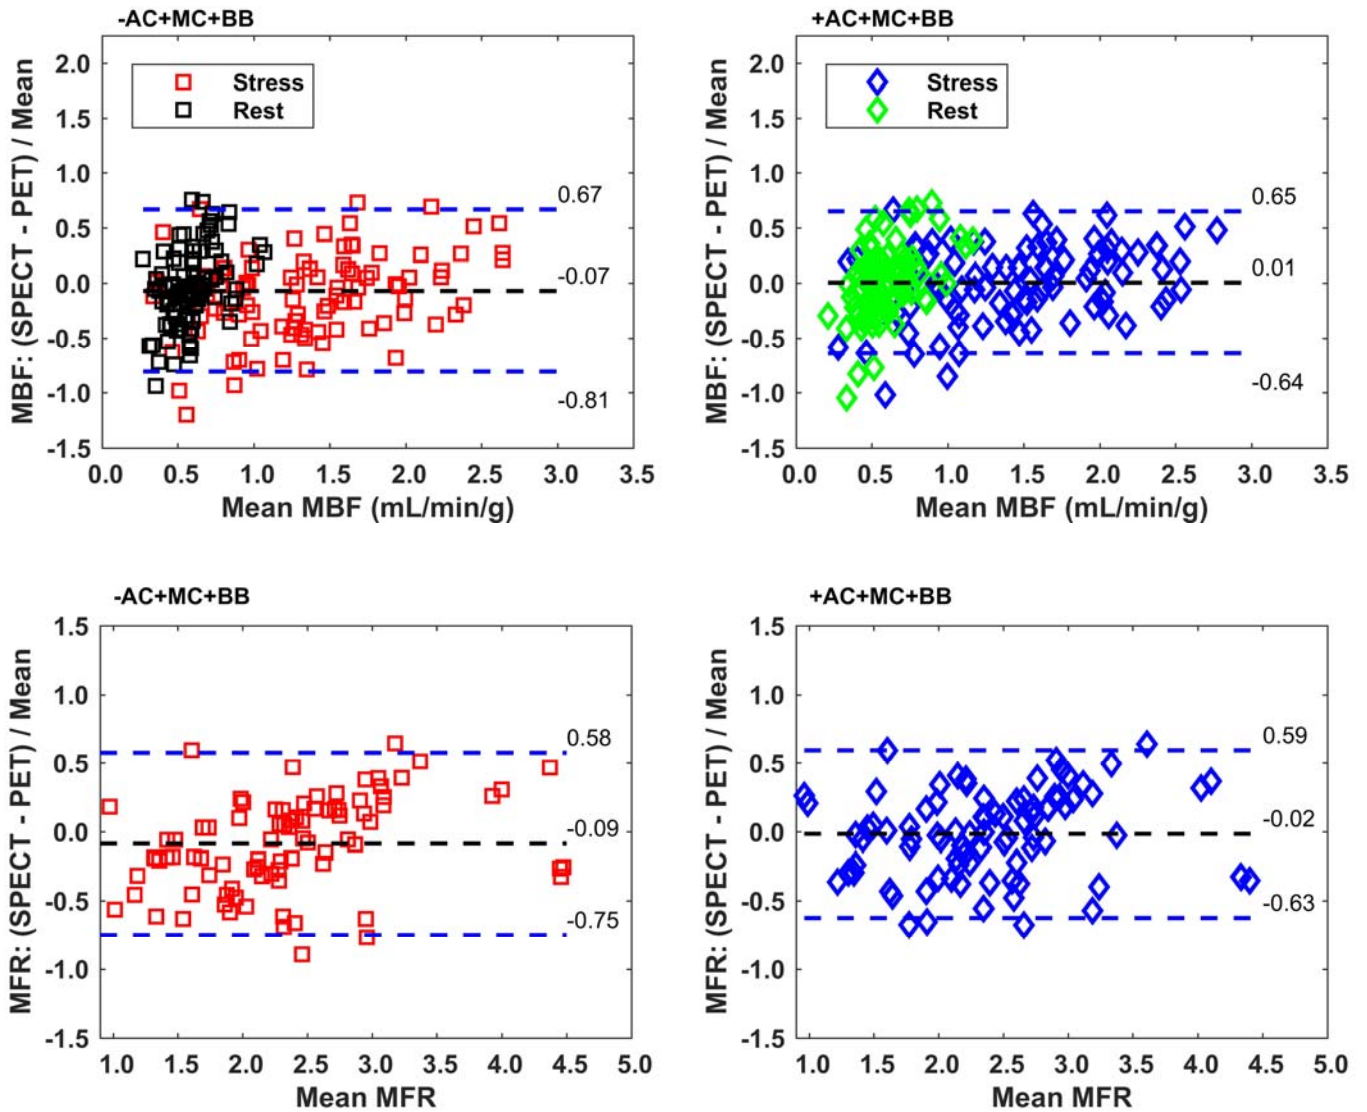 -AC+MC+BB
MBF: (SPECT - PET) / Mean
2.0
1.5
1.0
0.5
0.0
-0.5
-1.0
-1.5
Stress
Rest
0.67
-0.07
-0.81
0.0 0.5 1.0 1.5 2.0 2.5 3.0 3.5
Mean MBF (mL/min/g)
+AC+MC+BB
MBF: (SPECT - PET) / Mean
2.0
1.5
1.0
0.5
0.0
-0.5
-1.0
-1.5
Stress
Rest
0.65
0.01
-0.64
0.0 0.5 1.0 1.5 2.0 2.5 3.0 3.5
Mean MBF (mL/min/g)
-AC+MC+BB
MFR: (SPECT - PET) / Mean
1.5
1.0
0.5
0.0
-0.5
-1.0
-1.5
0.58
-0.09
-0.75
1.0 1.5 2.0 2.5 3.0 3.5 4.0 4.5 5.0
Mean MFR
+AC+MC+BB
MFR: (SPECT - PET) / Mean
1.5
1.0
0.5
0.0
-0.5
-1.0
-1.5
0.59
-0.02
-0.63
1.0 1.5 2.0 2.5 3.0 3.5 4.0 4.5 5.0
Mean MFR